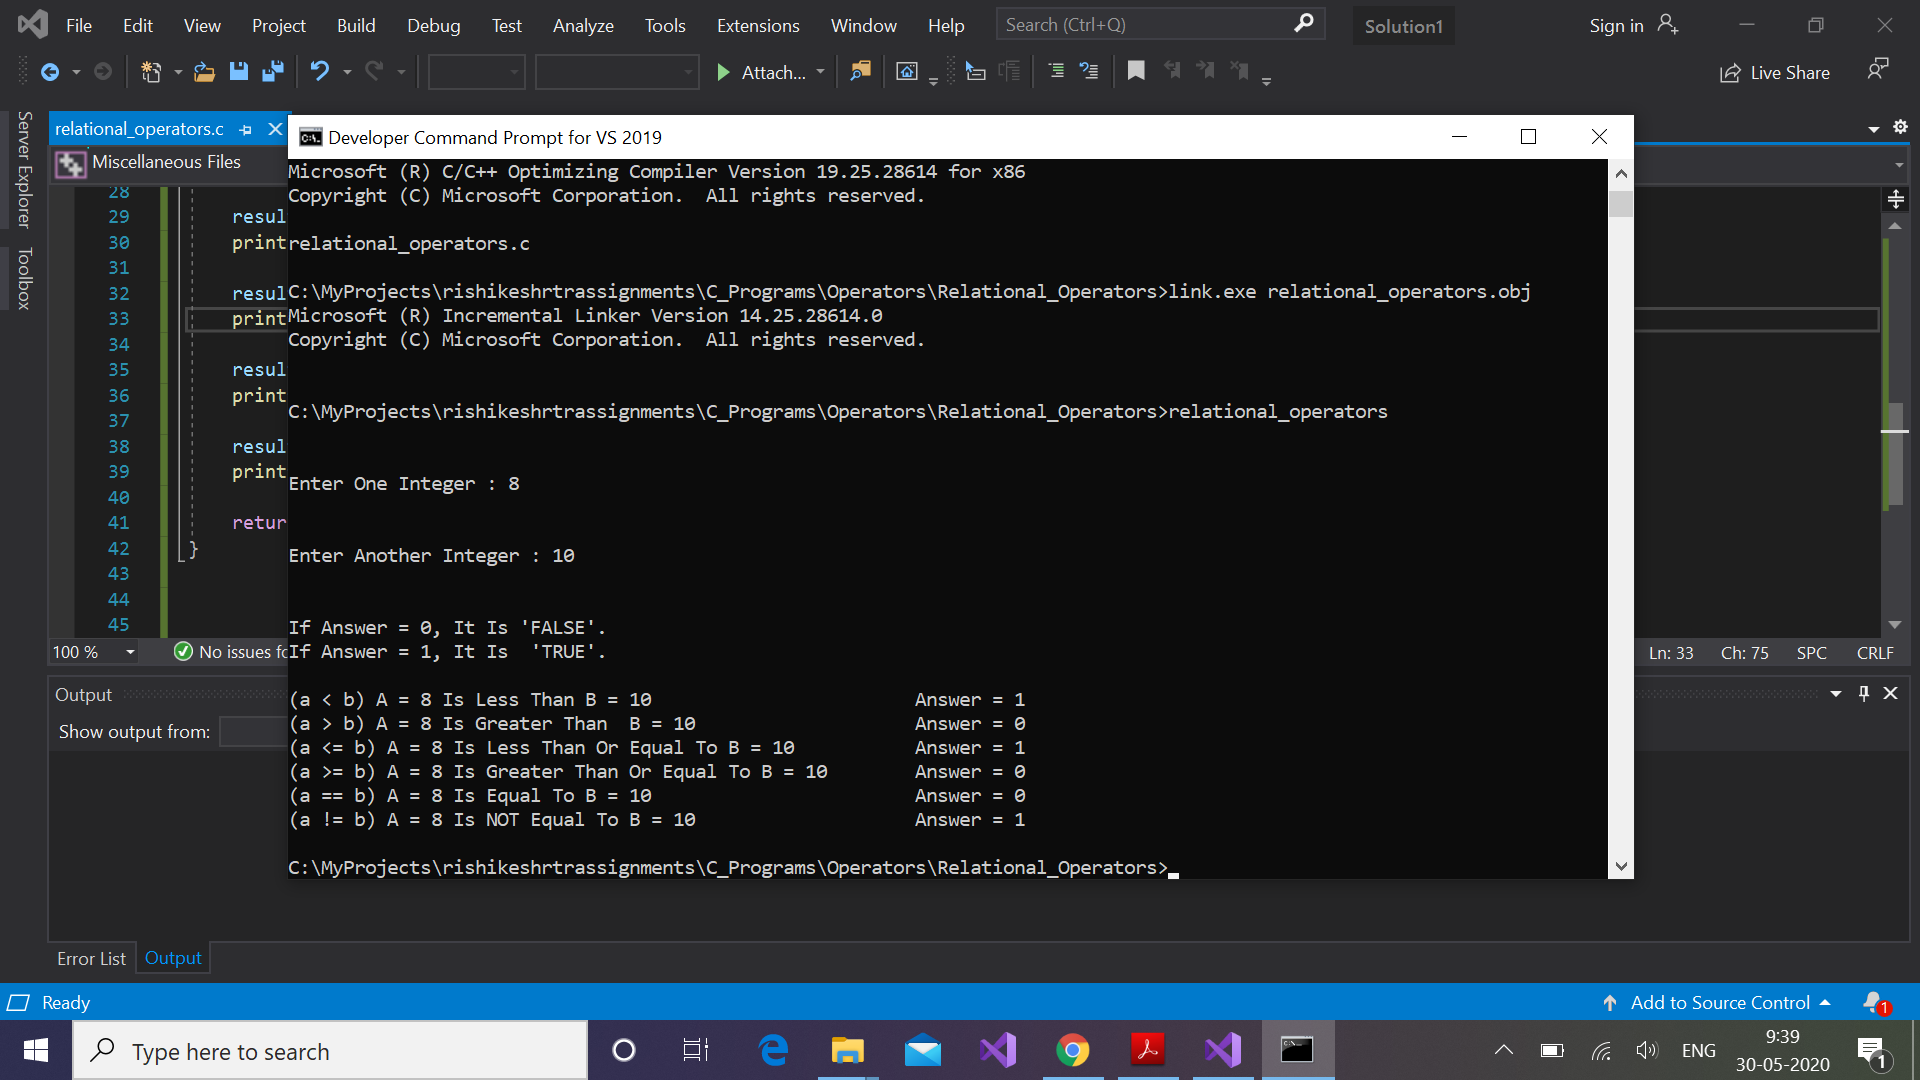 File Edit View Project Build Debug Test Analyze Tools Extensions Window Help Search (Ctrl+Q) Solution1 Sign in
Attach... Live Share
Server Explorer
Toolbox
relational_operators.c
Miscellaneous Files
28
29 resul
30 print
31
32 resul
33 print
34
35 resul
36 print
37
38 resul
39 print
40
41 retur
42 }
43
44
45
100 % No issues fo
Ln: 33 Ch: 75 SPC CRLF
Developer Command Prompt for VS 2019
Microsoft (R) C/C++ Optimizing Compiler Version 19.25.28614 for x86
Copyright (C) Microsoft Corporation.  All rights reserved.
relational_operators.c
C:\MyProjects\rishikeshrtrassignments\C_Programs\Operators\Relational_Operators>link.exe relational_operators.obj
Microsoft (R) Incremental Linker Version 14.25.28614.0
Copyright (C) Microsoft Corporation.  All rights reserved.
C:\MyProjects\rishikeshrtrassignments\C_Programs\Operators\Relational_Operators>relational_operators
Enter One Integer : 8
Enter Another Integer : 10
If Answer = 0, It Is 'FALSE'.
If Answer = 1, It Is  'TRUE'.
(a < b) A = 8 Is Less Than B = 10 Answer = 1
(a > b) A = 8 Is Greater Than  B = 10 Answer = 0
(a <= b) A = 8 Is Less Than Or Equal To B = 10 Answer = 1
(a >= b) A = 8 Is Greater Than Or Equal To B = 10 Answer = 0
(a == b) A = 8 Is Equal To B = 10 Answer = 0
(a != b) A = 8 Is NOT Equal To B = 10 Answer = 1
C:\MyProjects\rishikeshrtrassignments\C_Programs\Operators\Relational_Operators>
Output
Show output from:
Error List Output
Ready Add to Source Control 1
Type here to search ENG 9:39
30-05-2020 1